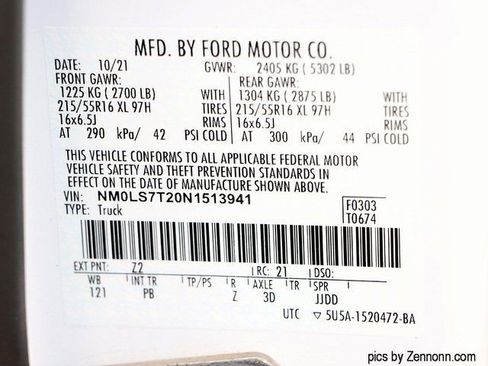 MFD. BY FORD MOTOR CO.
DATE: 10/21 GVWR: 2405 KG ( 5302 LB)
FRONT GAWR: REAR GAWR:
1225 KG ( 2700 LB) WITH 1304 KG ( 2875 LB) WITH
215/55R16 XL 97H TIRES 215/55R16 XL 97H TIRES
16x6.5J RIMS 16x6.5J RIMS
AT 290 kPa/ 42 PSI COLD AT 300 kPa/ 44 PSI COLD
THIS VEHICLE CONFORMS TO ALL APPLICABLE FEDERAL MOTOR
VEHICLE SAFETY AND THEFT PREVENTION STANDARDS IN
EFFECT ON THE DATE OF MANUFACTURE SHOWN ABOVE.
VIN: NM0LS7T20N1513941 F0303
TYPE: Truck T0674
EXT PNT: Z2 RC: 21 DSO:
WB INT TR TP/PS R AXLE TR SPR
121 PB Z 3D JJDD
UTC ▽ 5U5A-1520472-BA
pics by Zennonn.com